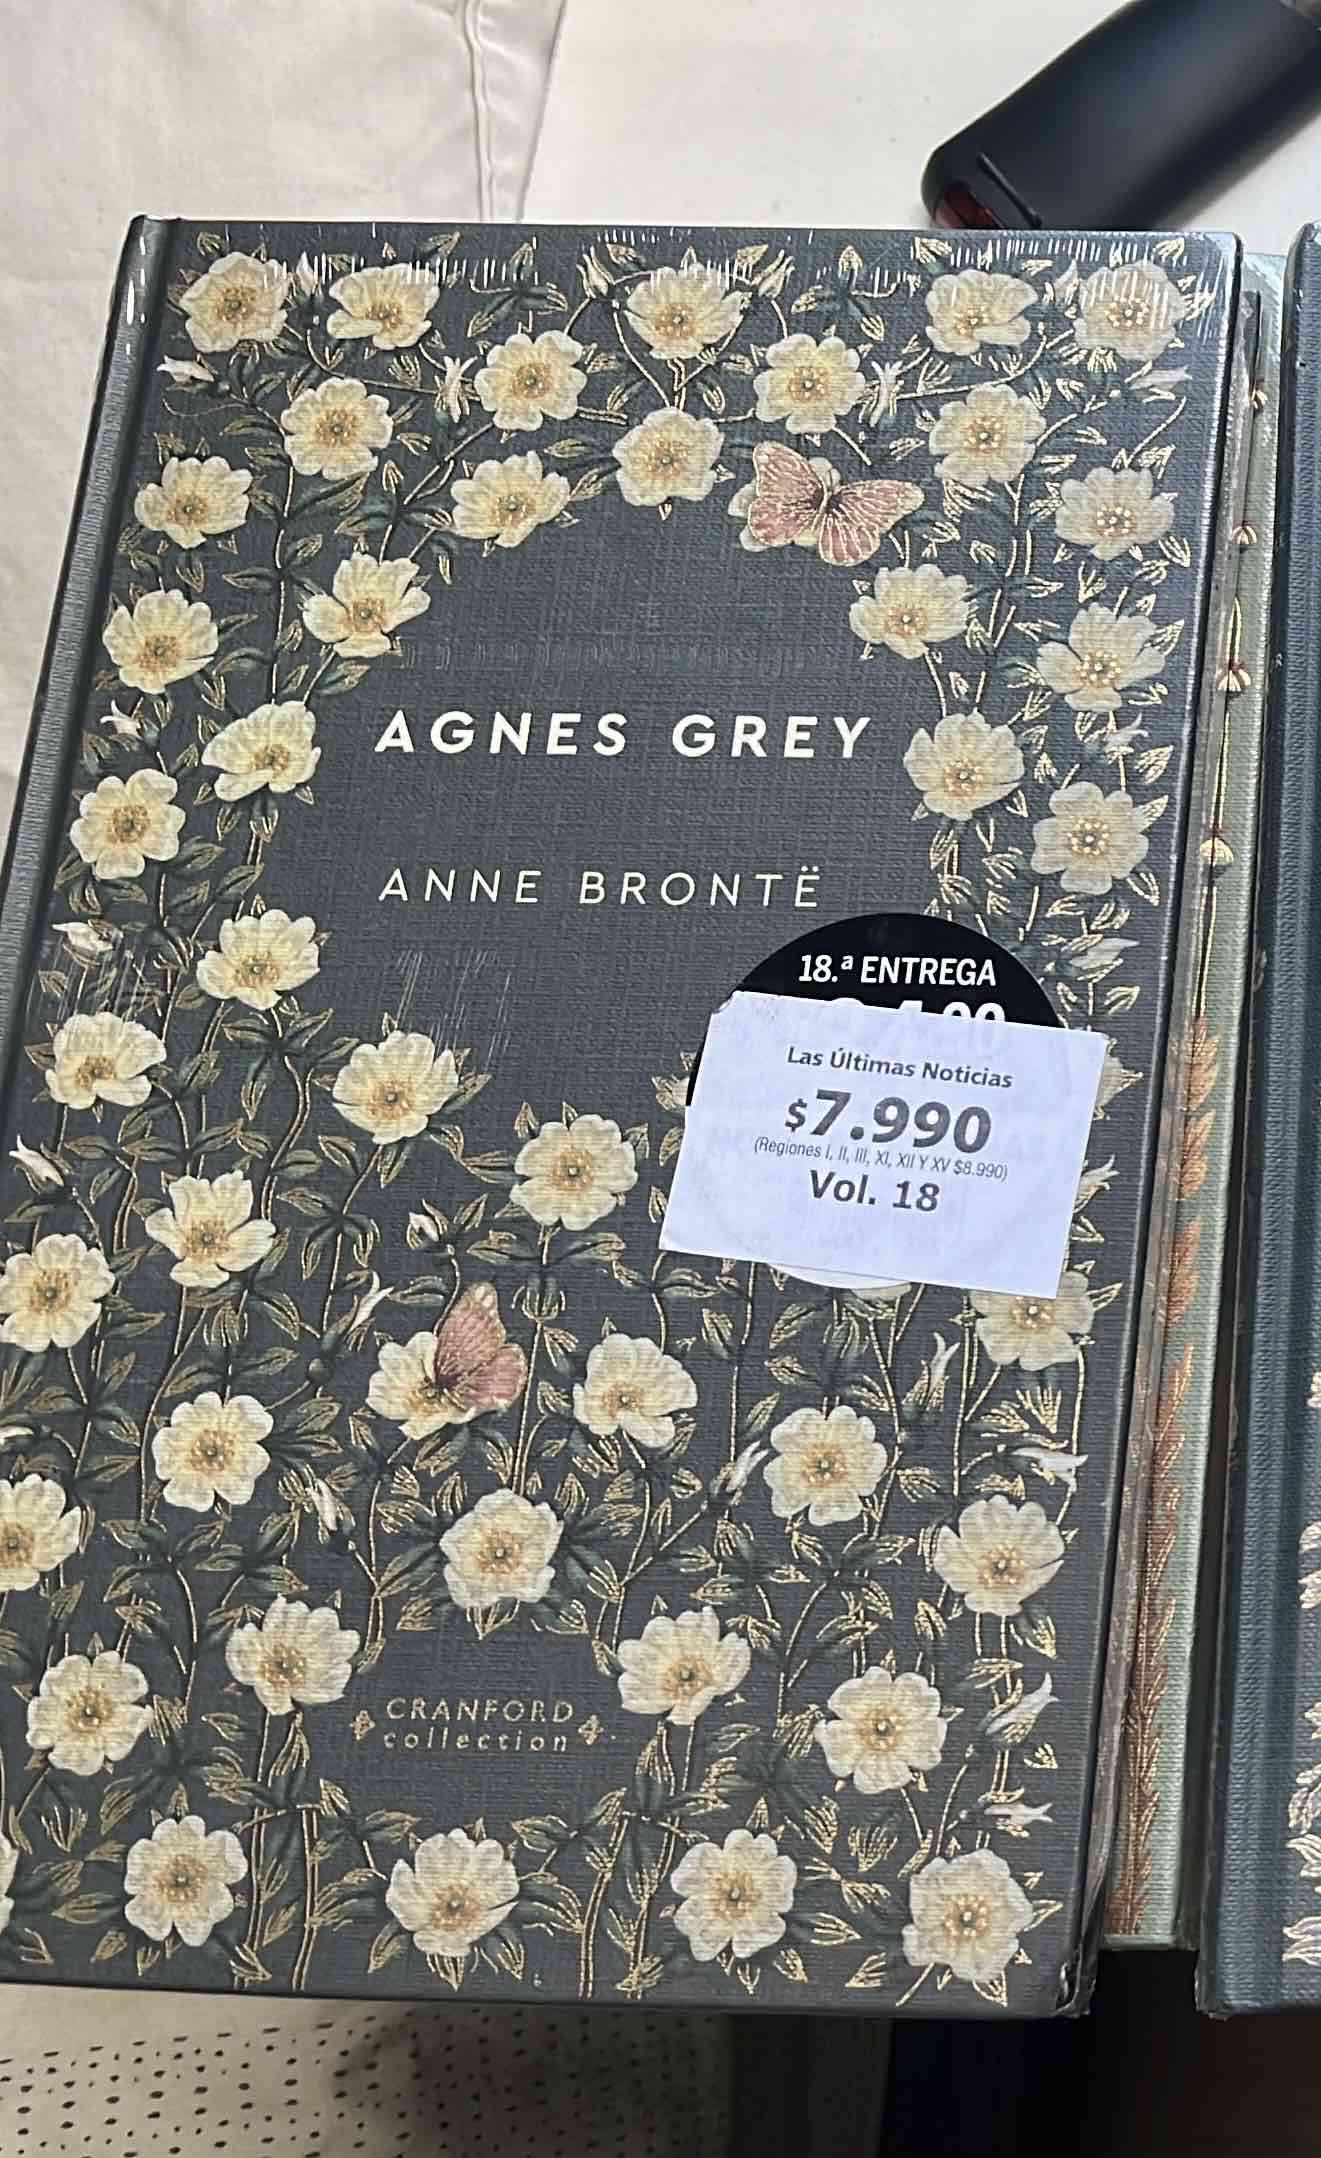 AGNES GREY
ANNE BRONTË
18.ª ENTREGA
Las Últimas Noticias
$7.990
(Regiones I, II, III, XI, XII Y XV $8.990)
Vol. 18
CRANFORD
collection